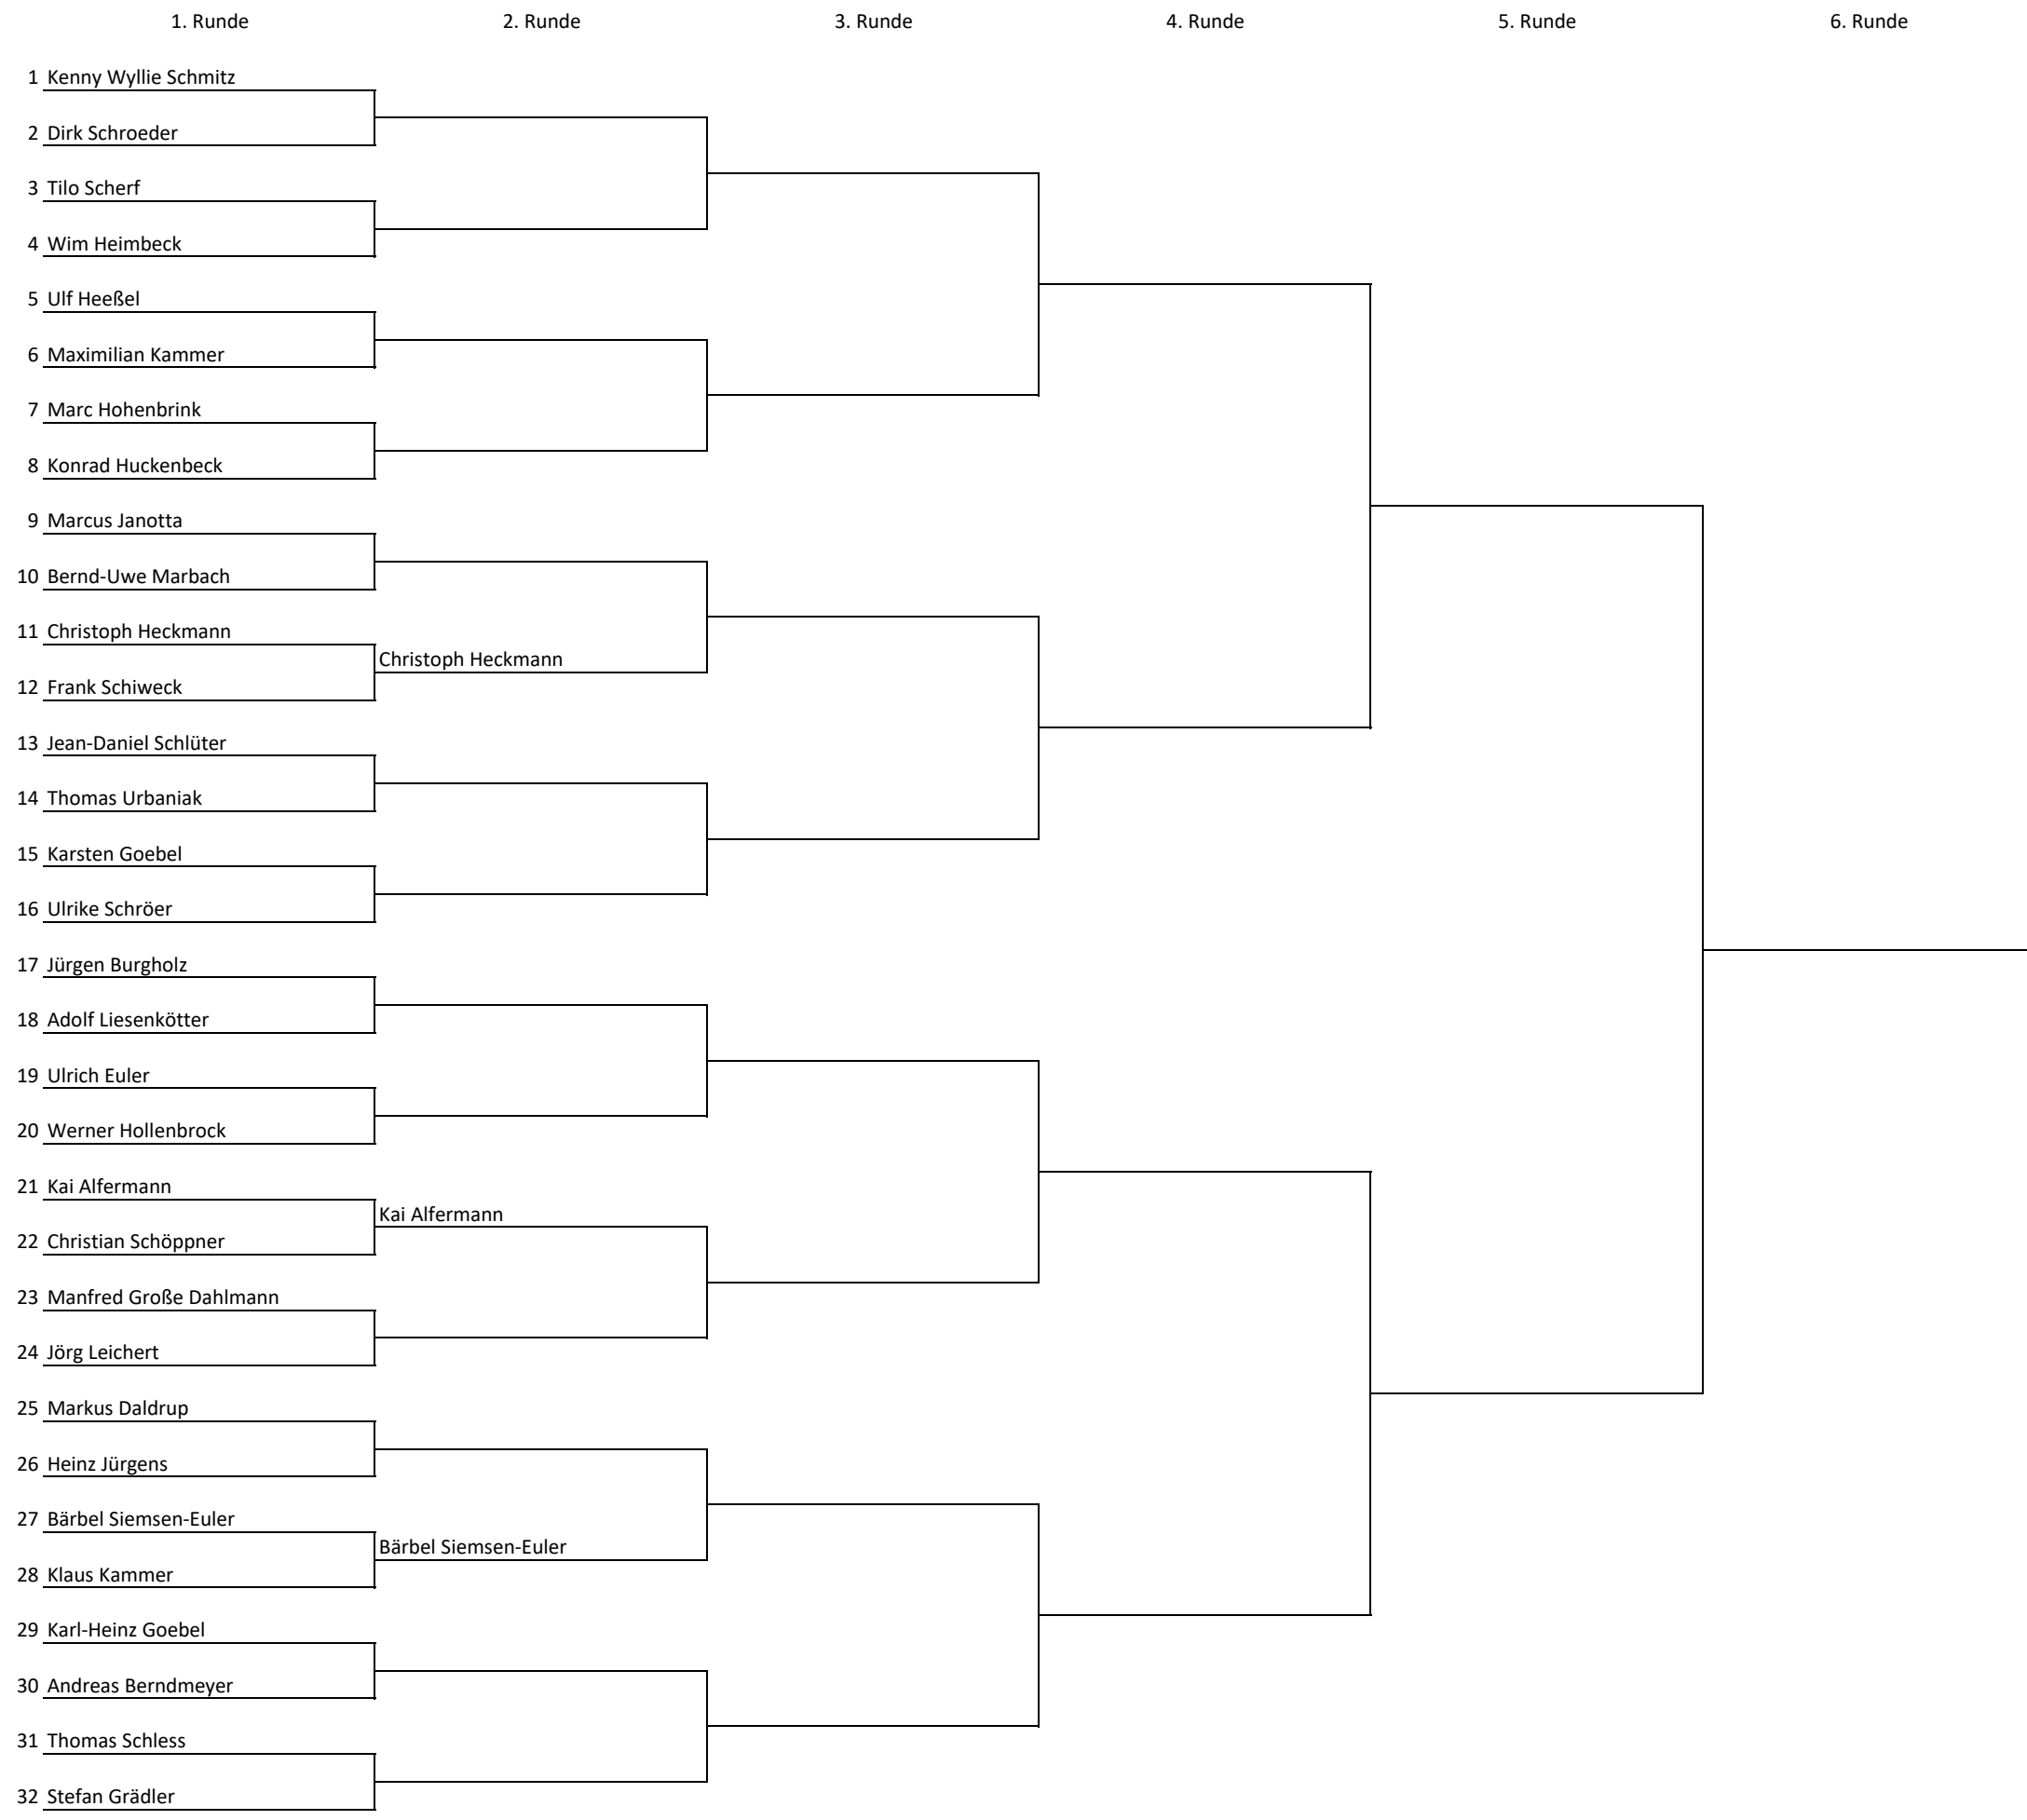 1. Runde 2. Runde 3. Runde 4. Runde 5. Runde 6. Runde
1 Kenny Wyllie Schmitz
2 Dirk Schroeder
3 Tilo Scherf
4 Wim Heimbeck
5 Ulf Heeßel
6 Maximilian Kammer
7 Marc Hohenbrink
8 Konrad Huckenbeck
9 Marcus Janotta
10 Bernd-Uwe Marbach
11 Christoph Heckmann
Christoph Heckmann
12 Frank Schiweck
13 Jean-Daniel Schlüter
14 Thomas Urbaniak
15 Karsten Goebel
16 Ulrike Schröer
17 Jürgen Burgholz
18 Adolf Liesenkötter
19 Ulrich Euler
20 Werner Hollenbrock
21 Kai Alfermann
Kai Alfermann
22 Christian Schöppner
23 Manfred Große Dahlmann
24 Jörg Leichert
25 Markus Daldrup
26 Heinz Jürgens
27 Bärbel Siemsen-Euler
Bärbel Siemsen-Euler
28 Klaus Kammer
29 Karl-Heinz Goebel
30 Andreas Berndmeyer
31 Thomas Schless
32 Stefan Grädler